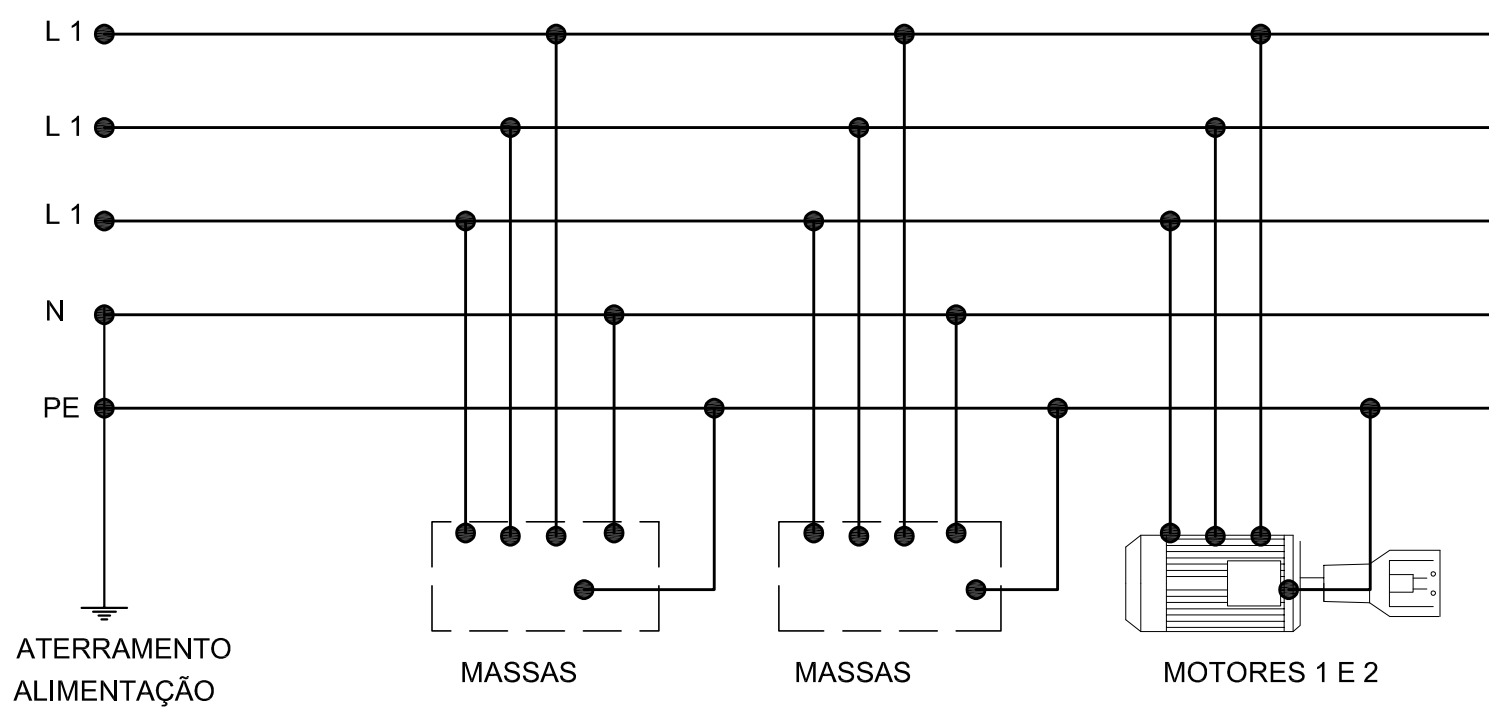 L 1
L 1
L 1
N
PE
ATERRAMENTO
ALIMENTAÇÃO
MASSAS
MASSAS
MOTORES 1 E 2